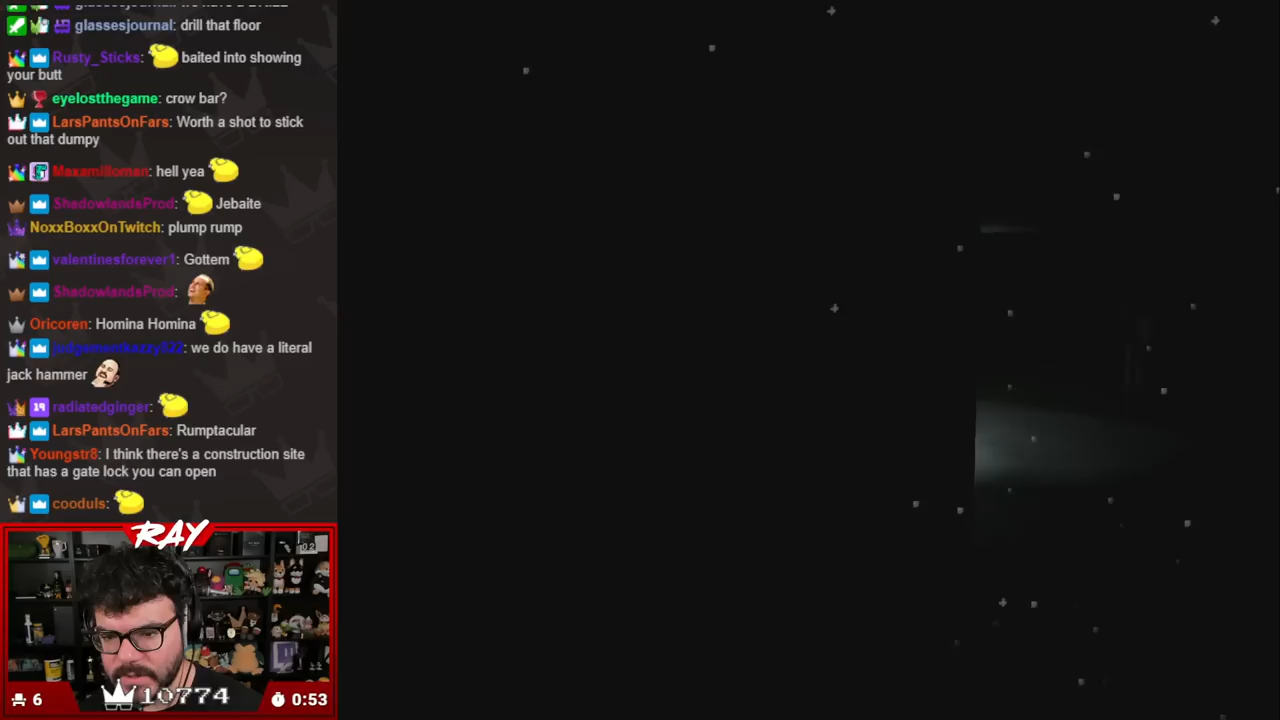 glassesjournal: drill that floor
Rusty_Sticks: baited into showing
your butt
eyelostthegame: crow bar?
LarsPantsOnFars: Worth a shot to stick
out that dumpy
Maxamilloman: hell yea
ShadowlandsProd: Jebaite
NoxxBoxxOnTwitch: plump rump
valentinesforever1: Gottem
ShadowlandsProd:
Oricoren: Homina Homina
judgementkazzy322: we do have a literal
jack hammer
radiatedginger:
LarsPantsOnFars: Rumptacular
Youngstr8: I think there's a construction site
that has a gate lock you can open
cooduls:
RAY
6
10774
0:53